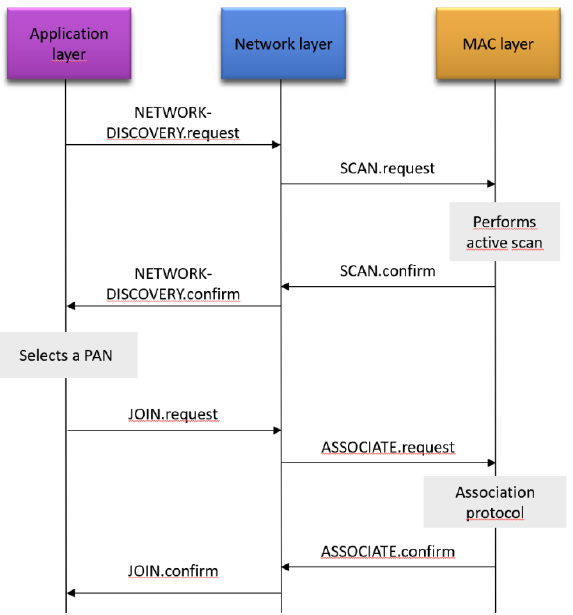 Application
layer
Network layer
MAC layer
NETWORK-
DISCOVERY.request
SCAN.request
Performs
active scan
SCAN.confirm
NETWORK-
DISCOVERY.confirm
Selects a PAN
JOIN.request
ASSOCIATE.request
Association
protocol
ASSOCIATE.confirm
JOIN.confirm